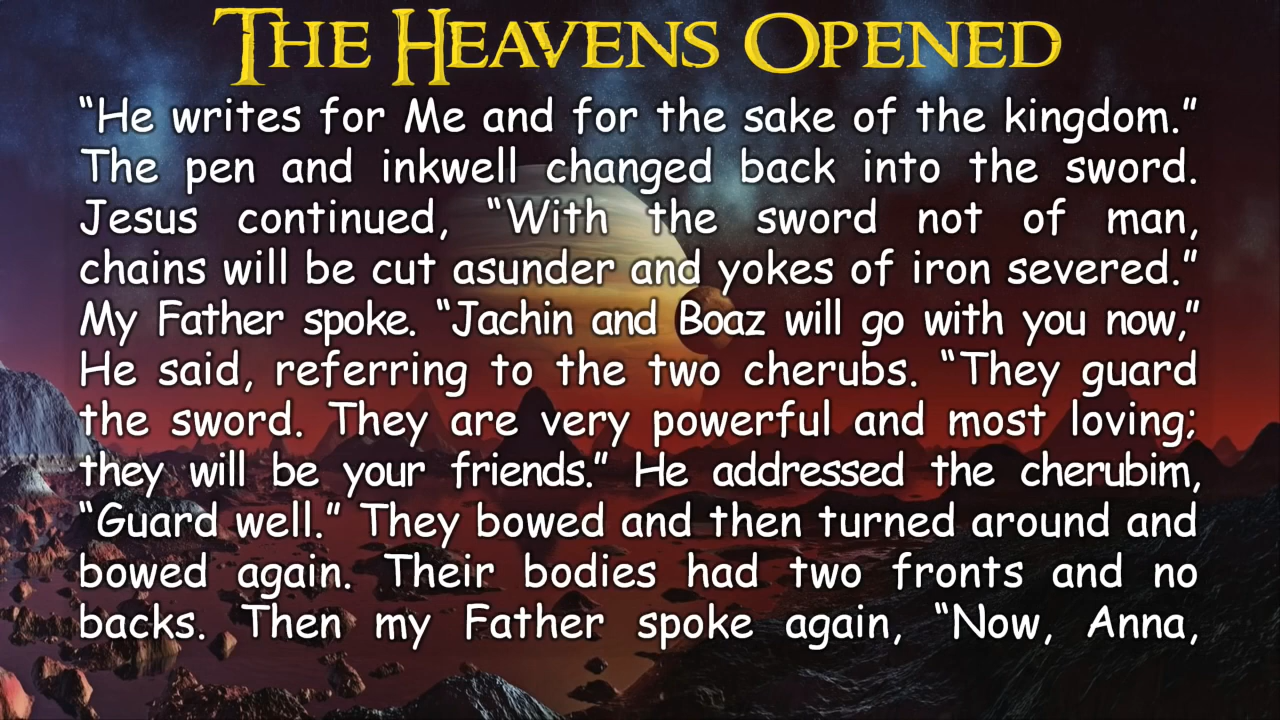 The Heavens Opened
“He writes for Me and for the sake of the kingdom.”
The pen and inkwell changed back into the sword.
Jesus continued, “With the sword not of man,
chains will be cut asunder and yokes of iron severed.”
My Father spoke. “Jachin and Boaz will go with you now,”
He said, referring to the two cherubs. “They guard
the sword. They are very powerful and most loving;
they will be your friends.” He addressed the cherubim,
“Guard well.” They bowed and then turned around and
bowed again. Their bodies had two fronts and no
backs. Then my Father spoke again, “Now, Anna,